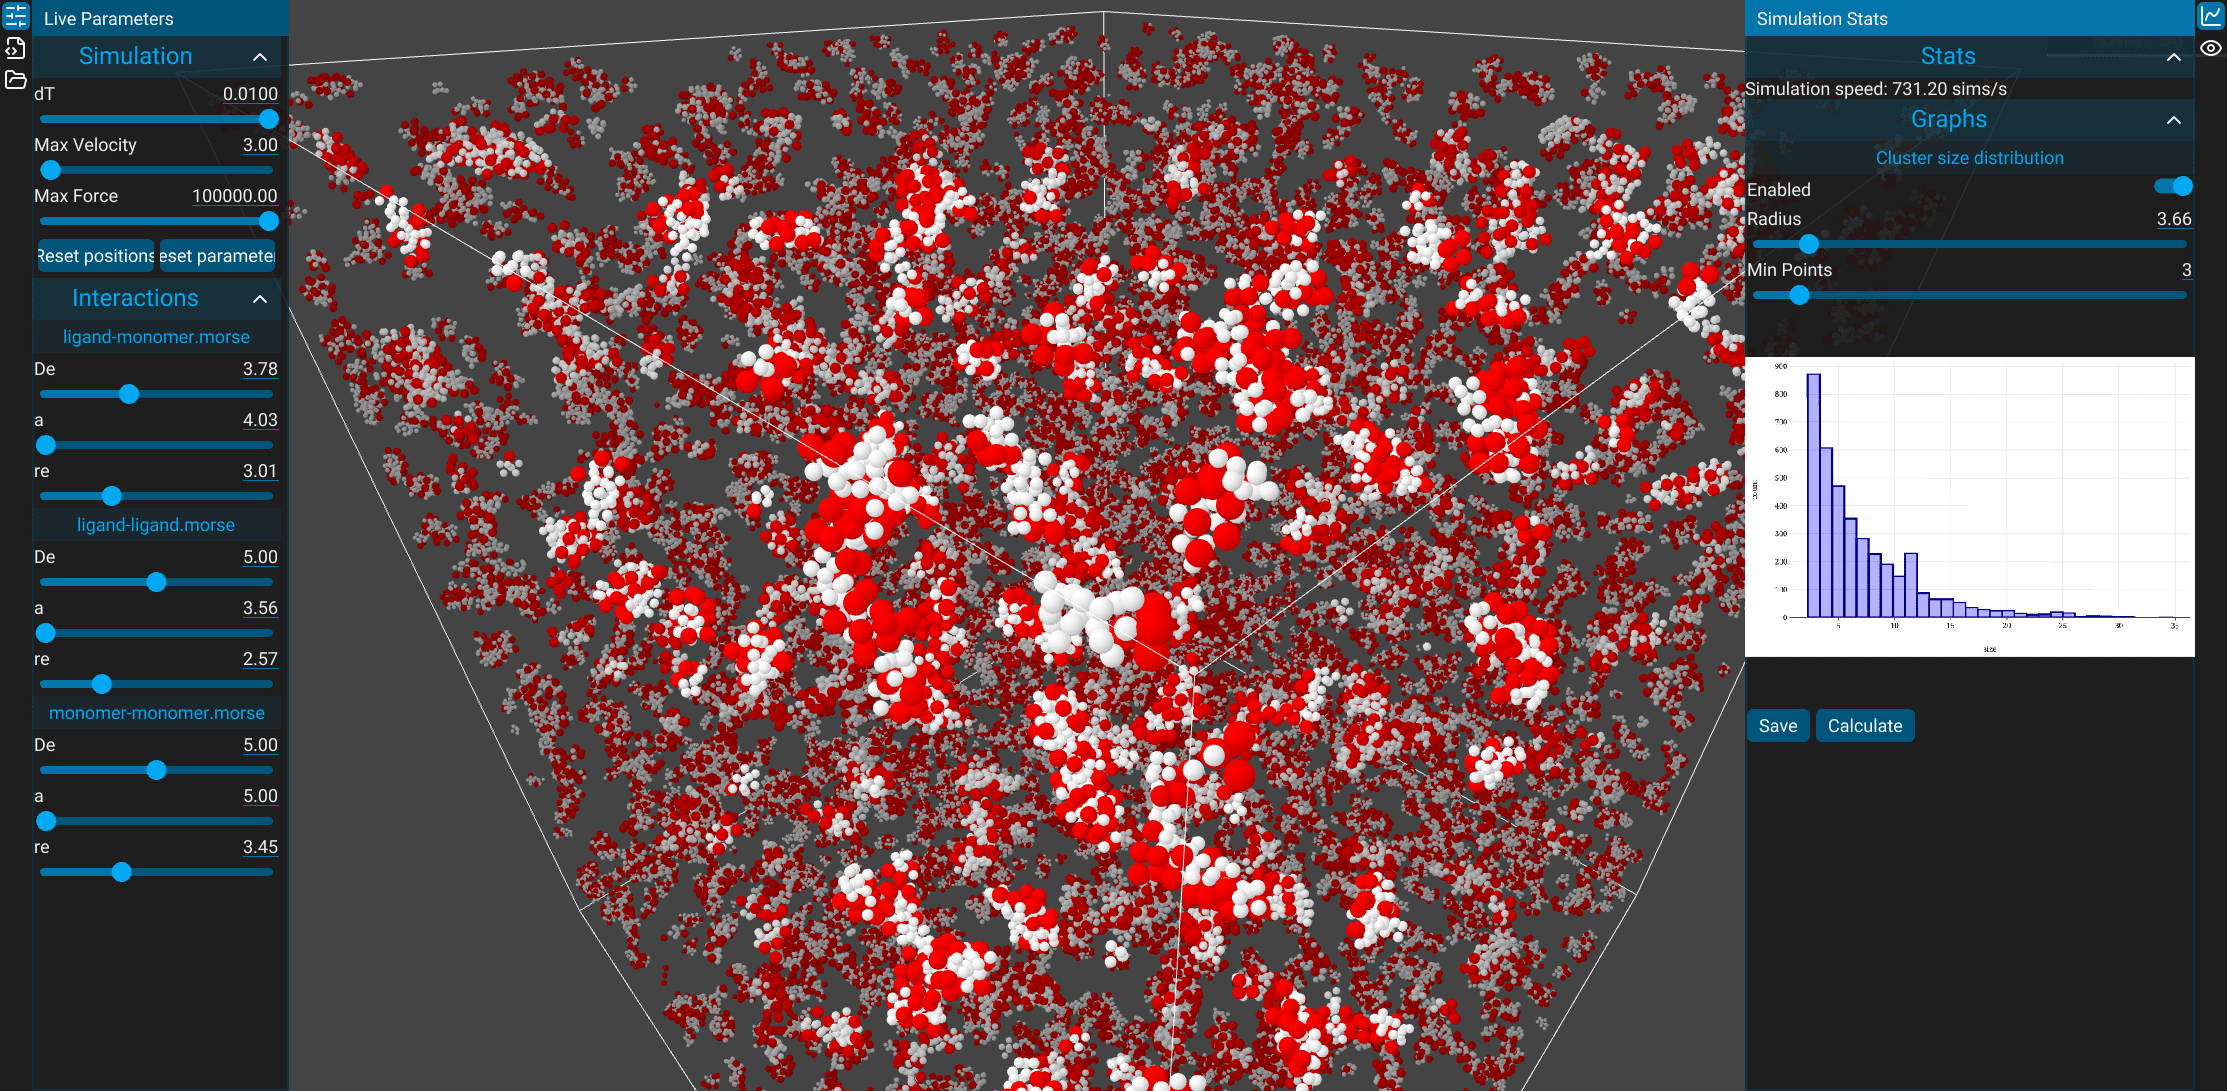 Live Parameters
Simulation
dT 0.0100
Max Velocity 3.00
Max Force 100000.00
Reset positions eset paramete
Interactions
ligand-monomer.morse
De 3.78
a 4.03
re 3.01
ligand-ligand.morse
De 5.00
a 3.56
re 2.57
monomer-monomer.morse
De 5.00
a 5.00
re 3.45
Simulation Stats
Stats
Simulation speed: 731.20 sims/s
Graphs
Cluster size distribution
Enabled
Radius 3.66
Min Points 3
900
800
700
600
500
400
300
200
100
0
5 10 15 20 25 30
size
Save Calculate